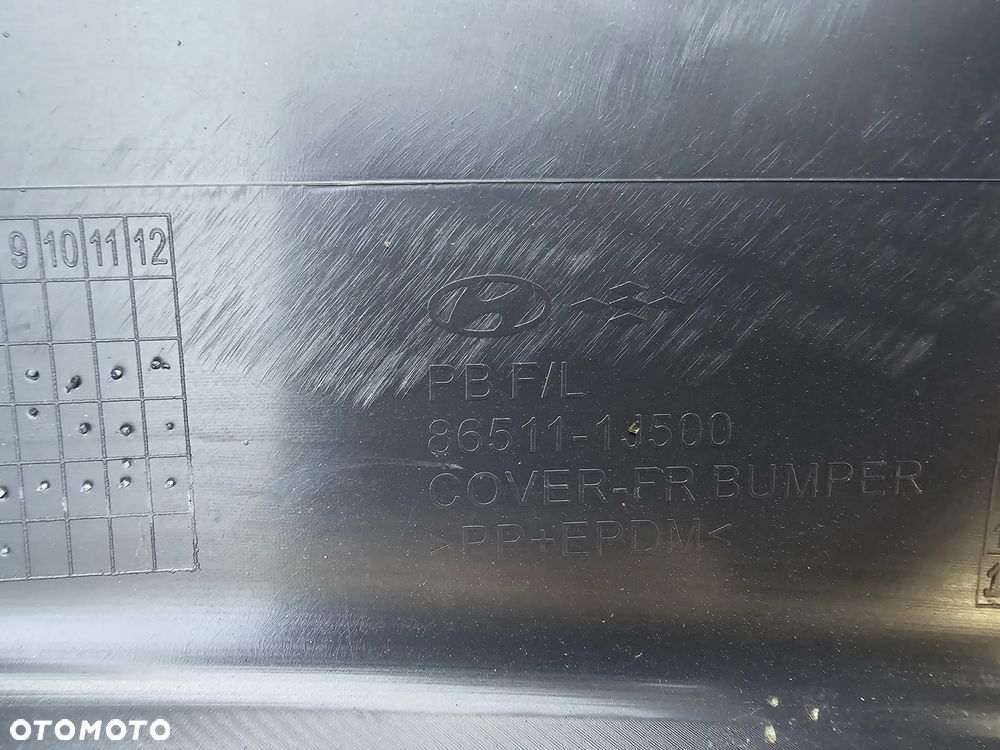 9 10 11 12
PB F/L
86511-1J500
COVER-FR BUMPER
>PP+EPDM<
OTOMOTO